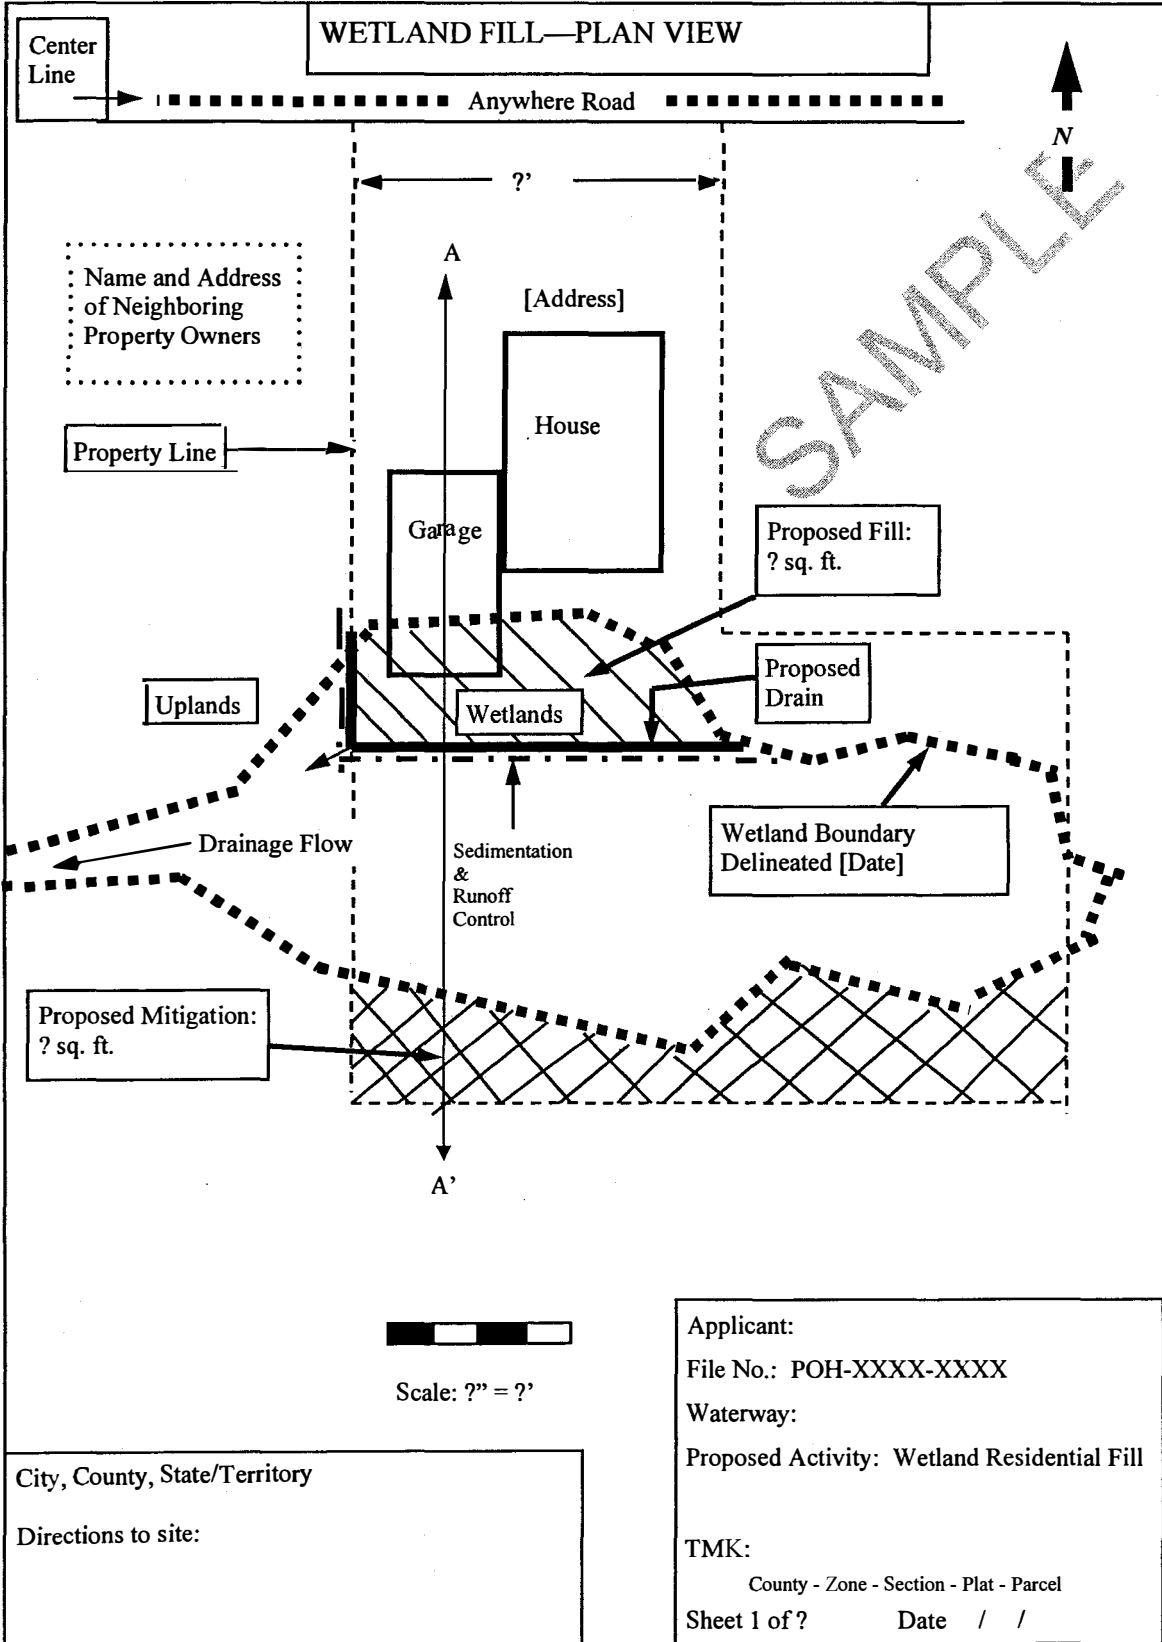 WETLAND FILL—PLAN VIEW
Center
Line
Anywhere Road
N
?'
SAMPLE
A
Name and Address
of Neighboring
Property Owners
[Address]
House
Property Line
Garage
Proposed Fill:
? sq. ft.
Uplands
Wetlands
Proposed
Drain
Drainage Flow
Sedimentation
&
Runoff
Control
Wetland Boundary
Delineated [Date]
Proposed Mitigation:
? sq. ft.
A'
Scale: ?" = ?'
Applicant:
File No.: POH-XXXX-XXXX
Waterway:
Proposed Activity: Wetland Residential Fill
TMK:
County - Zone - Section - Plat - Parcel
Sheet 1 of ? Date / /
City, County, State/Territory
Directions to site: